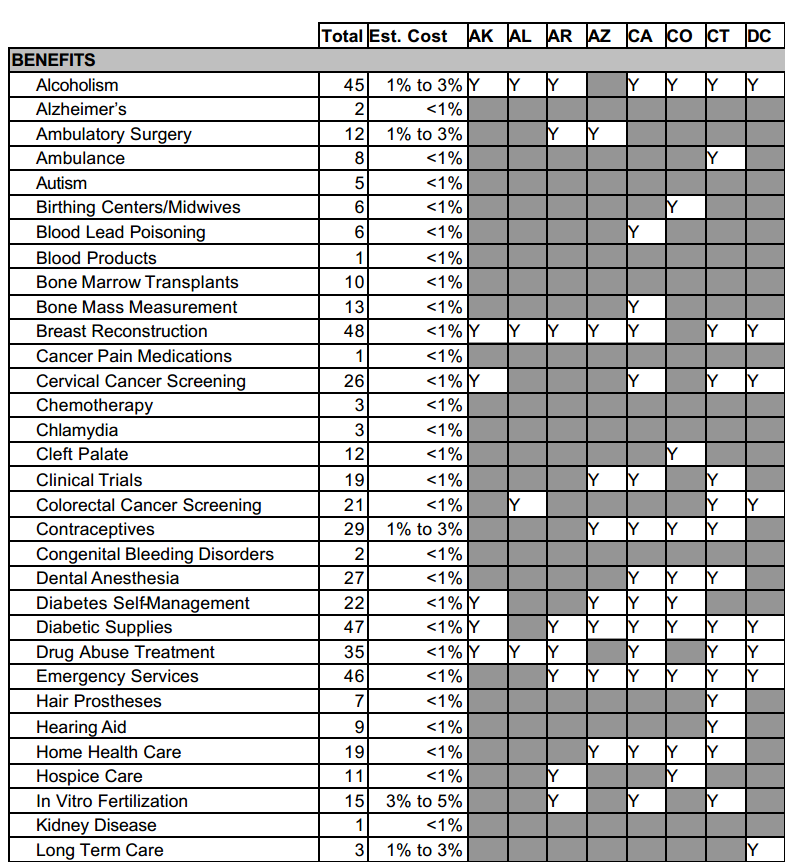 Total Est. Cost AK AL AR AZ CA CO CT DC
BENEFITS
Alcoholism 45 1% to 3% Y Y Y Y Y Y Y
Alzheimer's 2 <1%
Ambulatory Surgery 12 1% to 3% Y Y
Ambulance 8 <1% Y
Autism 5 <1%
Birthing Centers/Midwives 6 <1% Y
Blood Lead Poisoning 6 <1% Y
Blood Products 1 <1%
Bone Marrow Transplants 10 <1%
Bone Mass Measurement 13 <1% Y
Breast Reconstruction 48 <1% Y Y Y Y Y Y Y
Cancer Pain Medications 1 <1%
Cervical Cancer Screening 26 <1% Y Y Y Y
Chemotherapy 3 <1%
Chlamydia 3 <1%
Cleft Palate 12 <1% Y
Clinical Trials 19 <1% Y Y Y
Colorectal Cancer Screening 21 <1% Y Y Y
Contraceptives 29 1% to 3% Y Y Y Y
Congenital Bleeding Disorders 2 <1%
Dental Anesthesia 27 <1% Y Y Y
Diabetes Self-Management 22 <1% Y Y Y Y
Diabetic Supplies 47 <1% Y Y Y Y Y Y Y
Drug Abuse Treatment 35 <1% Y Y Y Y Y Y
Emergency Services 46 <1% Y Y Y Y Y Y
Hair Prostheses 7 <1% Y
Hearing Aid 9 <1% Y
Home Health Care 19 <1% Y Y Y Y
Hospice Care 11 <1% Y Y
In Vitro Fertilization 15 3% to 5% Y Y Y
Kidney Disease 1 <1%
Long Term Care 3 1% to 3% Y